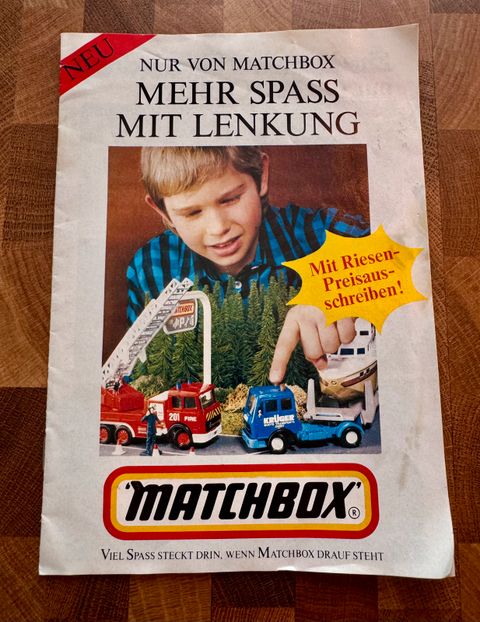 NEU
NUR VON MATCHBOX
MEHR SPASS
MIT LENKUNG
Mit Riesen-
Preisaus-
schreiben!
MATCHBOX
201 FIRE
KRÜGER
"MATCHBOX"®
VIEL SPASS STECKT DRIN, WENN MATCHBOX DRAUF STEHT